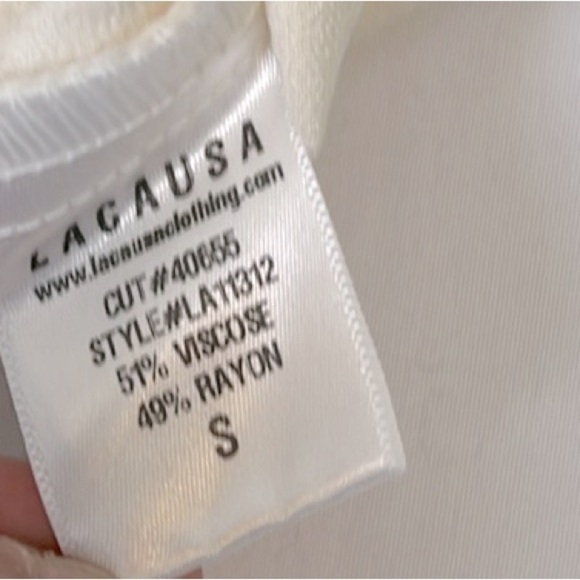 LACAUSA
www.lacausaclothing.com
CUT#40655
STYLE#LA11312
51% VISCOSE
49% RAYON
S